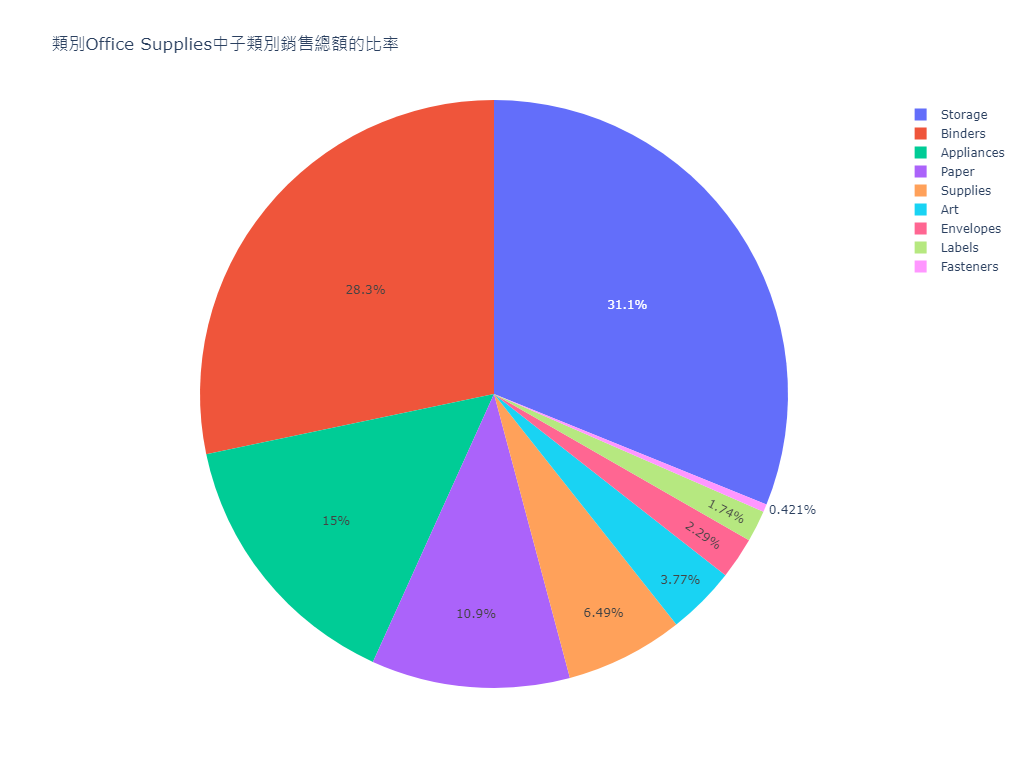 類別Office Supplies中子類別銷售總額的比率
Storage
Binders
Appliances
Paper
Supplies
Art
Envelopes
Labels
Fasteners
28.3%
31.1%
15%
10.9%
6.49%
3.77%
2.29%
1.74%
0.421%